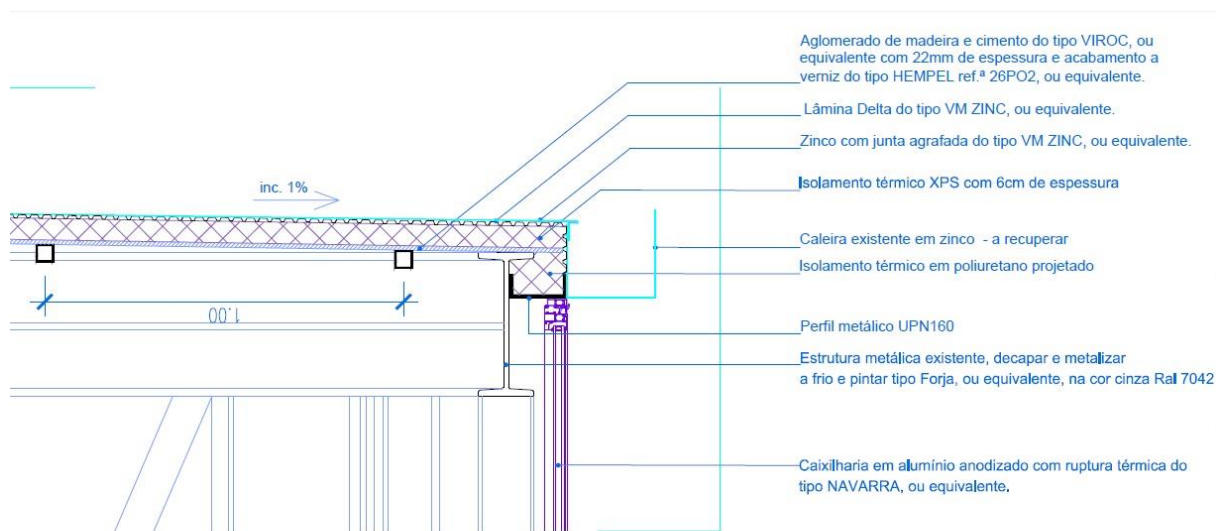 Aglomerado de madeira e cimento do tipo VIROC, ou
equivalente com 22mm de espessura e acabamento a
verniz do tipo HEMPEL ref.ª 26PO2, ou equivalente.
Lâmina Delta do tipo VM ZINC, ou equivalente.
Zinco com junta agrafada do tipo VM ZINC, ou equivalente.
inc. 1%
Isolamento térmico XPS com 6cm de espessura
Caleira existente em zinco - a recuperar
Isolamento térmico em poliuretano projetado
1.00
Perfil metálico UPN160
Estrutura metálica existente, decapar e metalizar
a frio e pintar tipo Forja, ou equivalente, na cor cinza Ral 7042
Caixilharia em alumínio anodizado com ruptura térmica do
tipo NAVARRA, ou equivalente.